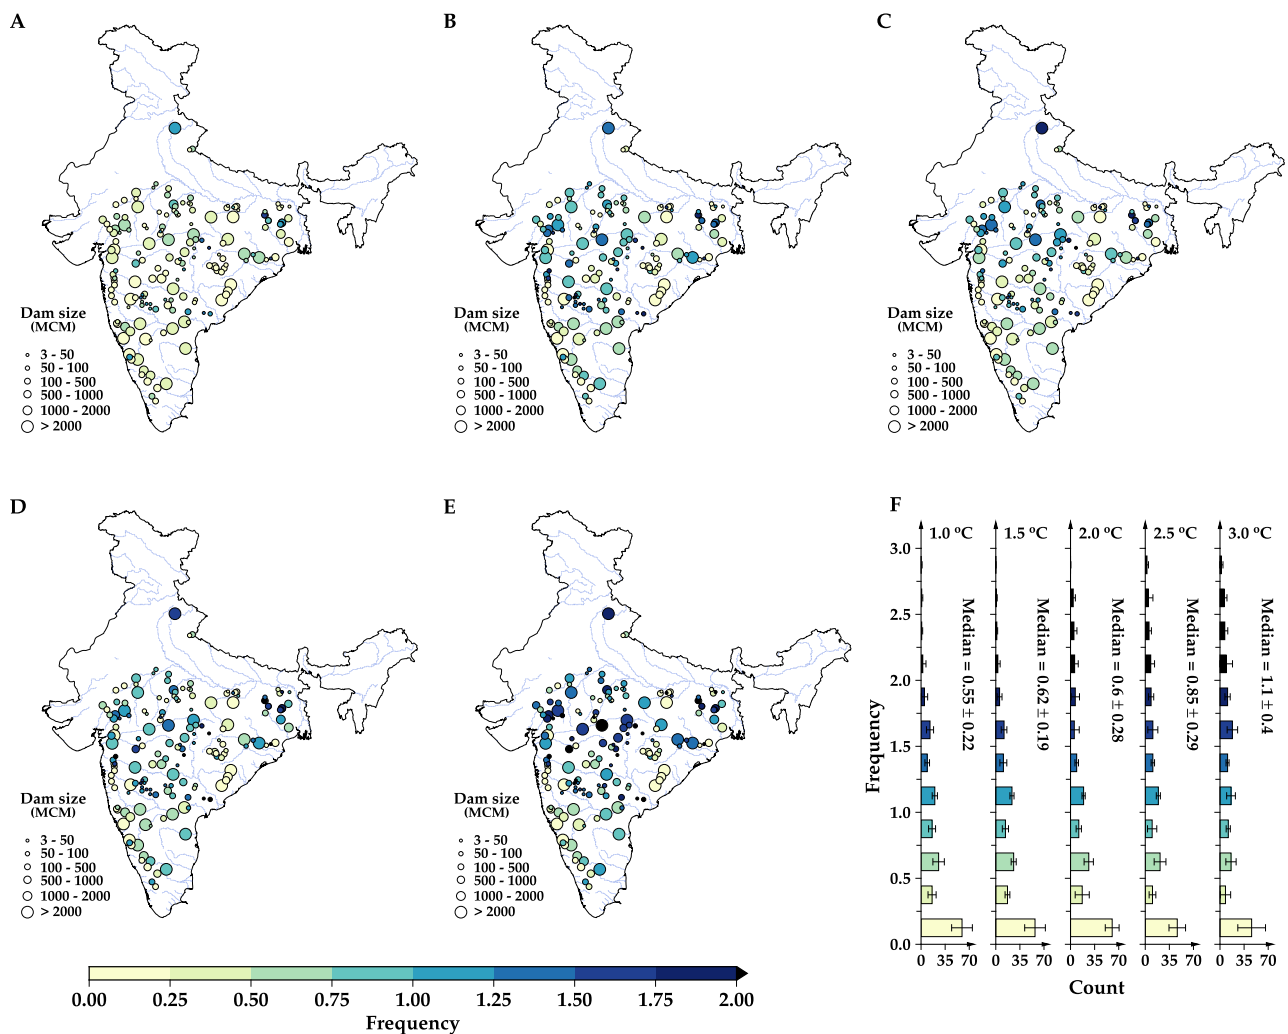 A
B
C
Dam size
(MCM)
3 - 50
50 - 100
100 - 500
500 - 1000
1000 - 2000
> 2000
Dam size
(MCM)
3 - 50
50 - 100
100 - 500
500 - 1000
1000 - 2000
> 2000
Dam size
(MCM)
3 - 50
50 - 100
100 - 500
500 - 1000
1000 - 2000
> 2000
D
E
F
Dam size
(MCM)
3 - 50
50 - 100
100 - 500
500 - 1000
1000 - 2000
> 2000
Dam size
(MCM)
3 - 50
50 - 100
100 - 500
500 - 1000
1000 - 2000
> 2000
1.0 ºC
1.5 ºC
2.0 ºC
2.5 ºC
3.0 ºC
3.0
2.5
2.0
1.5
1.0
0.5
0.0
Frequency
Median = 0.55 ± 0.22
Median = 0.62 ± 0.19
Median = 0.6 ± 0.28
Median = 0.85 ± 0.29
Median = 1.1 ± 0.4
0 35 70
0 35 70
0 35 70
0 35 70
0 35 70
Count
0.00 0.25 0.50 0.75 1.00 1.25 1.50 1.75 2.00
Frequency